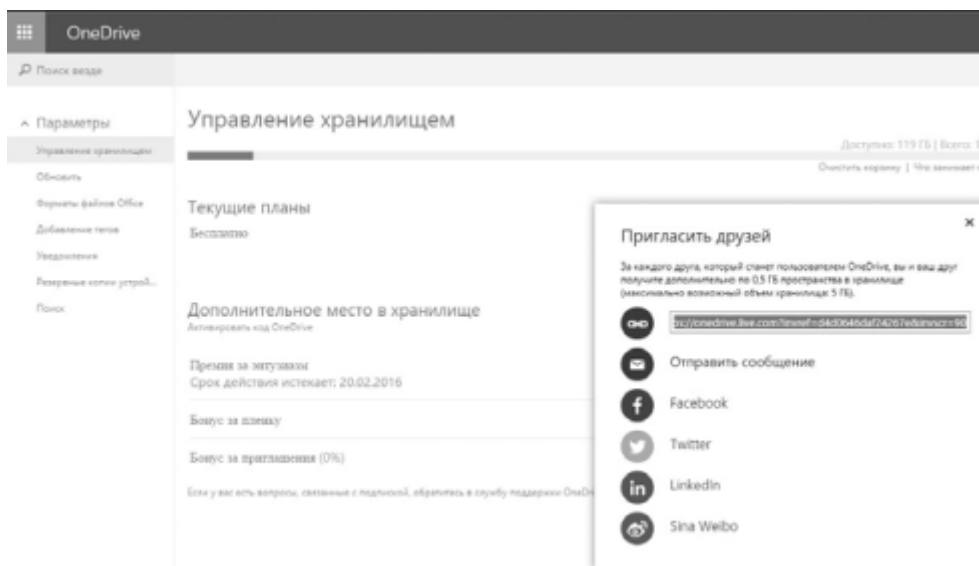 OneDrive
Поиск везде
Параметры
Управление хранилищем
Обновить
Форматы файлов Office
Добавление тегов
Уведомления
Резервные копии устрой...
Поиск
Управление хранилищем
Доступно: 119 ГБ | Всего: 1
Очистить корзину | Что занимает
Текущие планы
Бесплатно
Дополнительное место в хранилище
Активировать код OneDrive
Премия за энтузиазм
Срок действия истекает: 20.02.2016
Бонус за пленку
Бонус за приглашения (0%)
Если у вас есть вопросы, связанные с подпиской, обратитесь в службу поддержки OneDri
Пригласить друзей
За каждого друга, который станет пользователем OneDrive, вы и ваш друг
получите дополнительно по 0,5 ГБ пространства в хранилище
(максимально возможный объем хранилища: 5 ГБ).
Отправить сообщение
Facebook
Twitter
LinkedIn
Sina Weibo